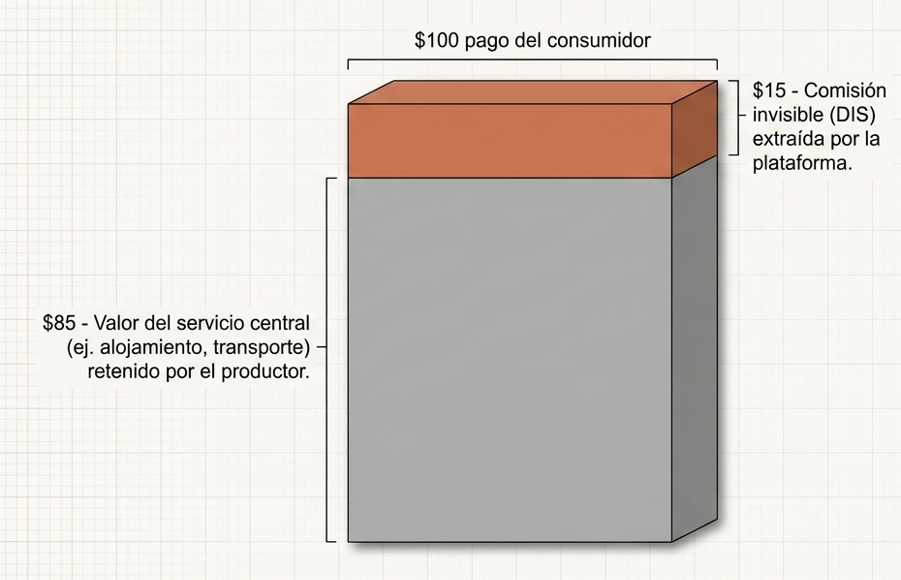 $100 pago del consumidor
$15 - Comisión
invisible (DIS)
extraída por la
plataforma.
$85 - Valor del servicio central
(ej. alojamiento, transporte)
retenido por el productor.